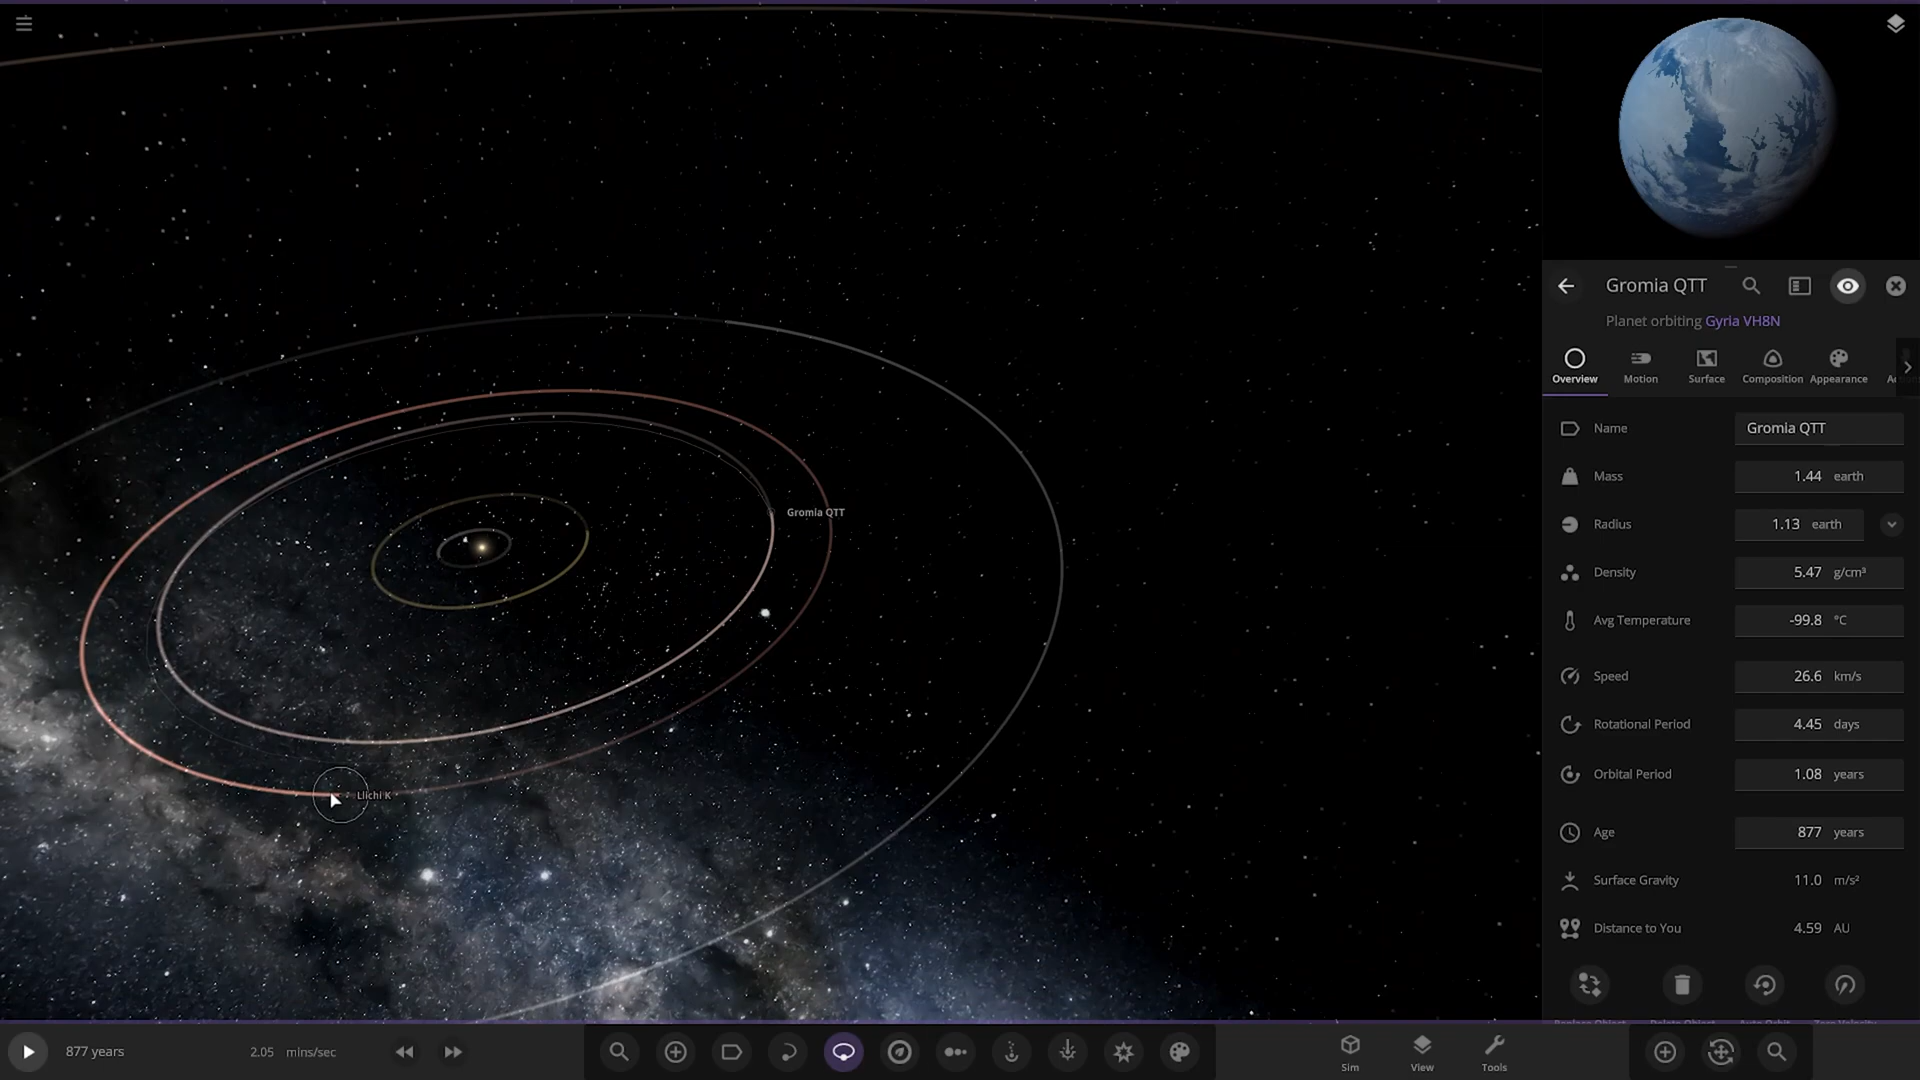 Gromia QTT
Planet orbiting Gyria VH8N
Overview
Motion
Surface
Composition
Appearance
Name
Gromia QTT
Mass
1.44 earth
Radius
1.13 earth
Density
5.47 g/cm³
Avg Temperature
-99.8 °C
Speed
26.6 km/s
Rotational Period
4.45 days
Orbital Period
1.08 years
Age
877 years
Surface Gravity
11.0 m/s²
Distance to You
4.59 AU
Gromia QTT
Llichi K
877 years
2.05 mins/sec
Sim
View
Tools